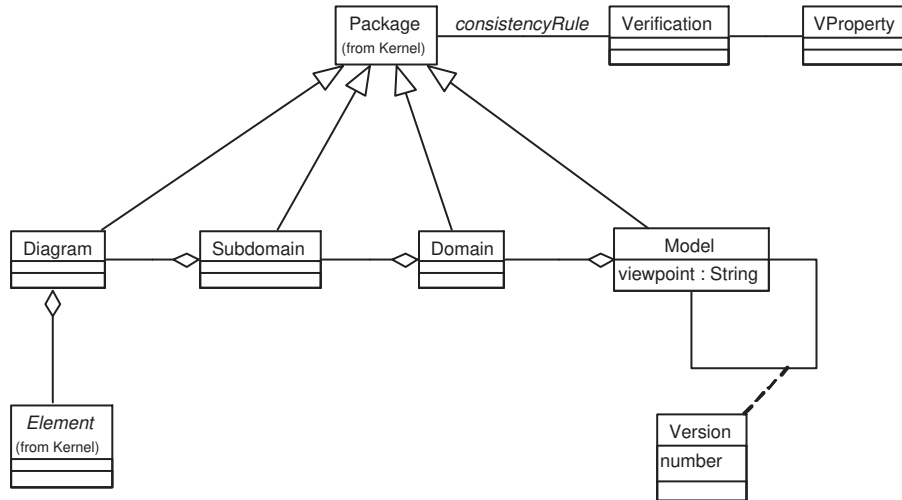 Package
(from Kernel)
consistencyRule
Verification
VProperty
Diagram
Subdomain
Domain
Model
viewpoint : String
Element
(from Kernel)
Version
number